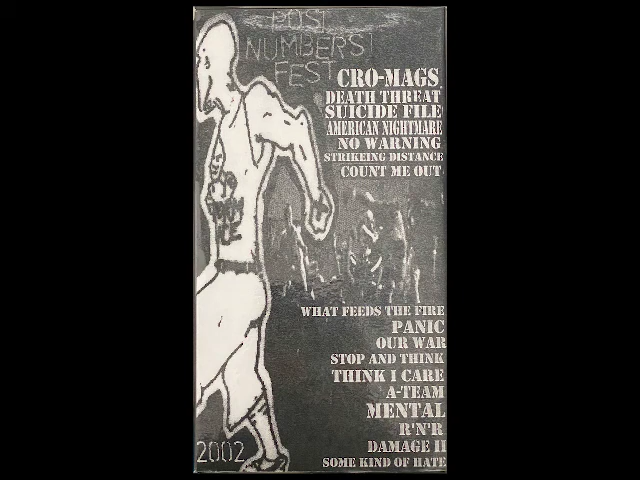 POST
NUMBERS
FEST
CRO-MAGS
DEATH THREAT
SUICIDE FILE
AMERICAN NIGHTMARE
NO WARNING
STRIKEING DISTANCE
COUNT ME OUT
WHAT FEEDS THE FIRE
PANIC
OUR WAR
STOP AND THINK
THINK I CARE
A-TEAM
MENTAL
R'N'R
DAMAGE II
SOME KIND OF HATE
2002